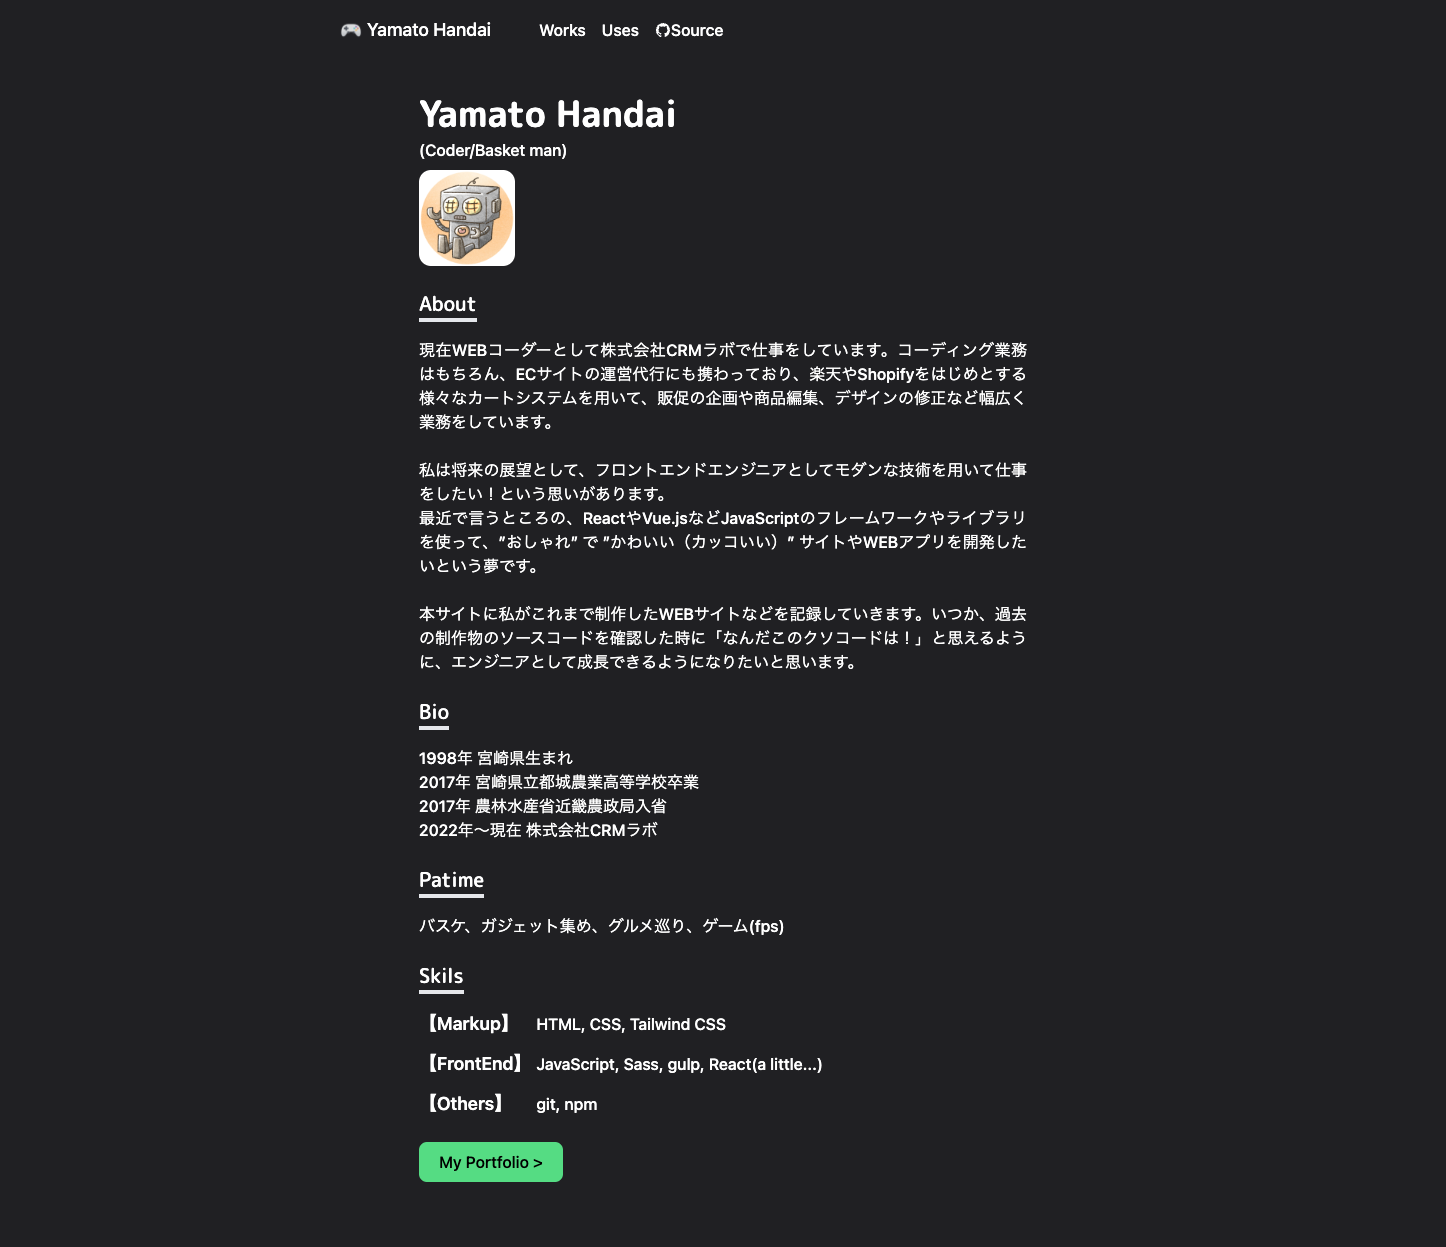 🎮 Yamato Handai Works Uses Source
Yamato Handai
(Coder/Basket man)
About
現在WEBコーダーとして株式会社CRMラボで仕事をしています。コーディング業務
はもちろん、ECサイトの運営代行にも携わっており、楽天やShopifyをはじめとする
様々なカートシステムを用いて、販促の企画や商品編集、デザインの修正など幅広く
業務をしています。
私は将来の展望として、フロントエンドエンジニアとしてモダンな技術を用いて仕事
をしたい！という思いがあります。
最近で言うところの、ReactやVue.jsなどJavaScriptのフレームワークやライブラリ
を使って、”おしゃれ” で ”かわいい（カッコいい）” サイトやWEBアプリを開発した
いという夢です。
本サイトに私がこれまで制作したWEBサイトなどを記録していきます。いつか、過去
の制作物のソースコードを確認した時に「なんだこのクソコードは！」と思えるよう
に、エンジニアとして成長できるようになりたいと思います。
Bio
1998年 宮崎県生まれ
2017年 宮崎県立都城農業高等学校卒業
2017年 農林水産省近畿農政局入省
2022年〜現在 株式会社CRMラボ
Patime
バスケ、ガジェット集め、グルメ巡り、ゲーム(fps)
Skils
【Markup】 HTML, CSS, Tailwind CSS
【FrontEnd】 JavaScript, Sass, gulp, React(a little...)
【Others】 git, npm
My Portfolio >